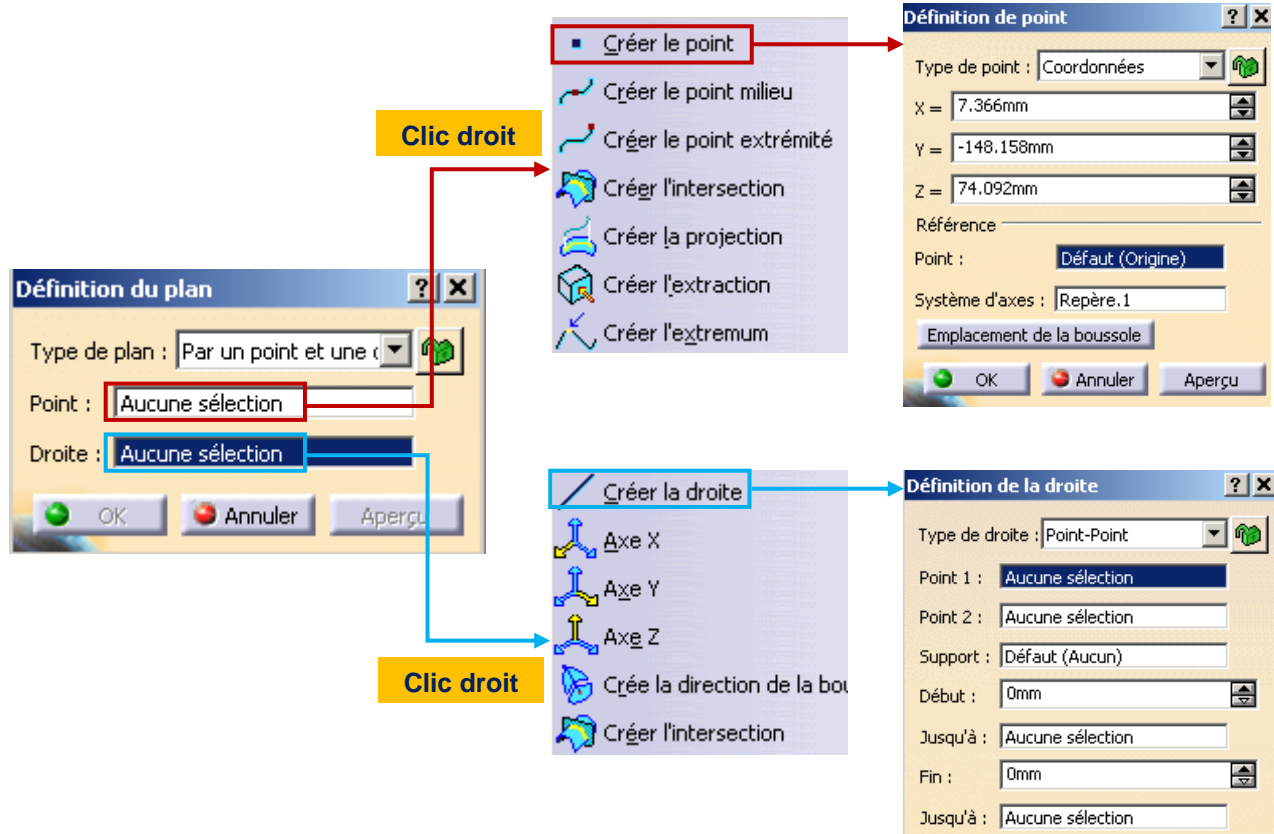 Définition du plan
Type de plan : Par un point et une d
Point : Aucune sélection
Droite : Aucune sélection
OK Annuler Aperçu
Clic droit
Créer le point
Créer le point milieu
Créer le point extrémité
Créer l'intersection
Créer la projection
Créer l'extraction
Créer l'extremum
Définition de point
Type de point : Coordonnées
X = 7.366mm
Y = -148.158mm
Z = 74.092mm
Référence
Point : Défaut (Origine)
Système d'axes : Repère.1
Emplacement de la boussole
OK Annuler Aperçu
Clic droit
Créer la droite
Axe X
Axe Y
Axe Z
Crée la direction de la bou
Créer l'intersection
Définition de la droite
Type de droite : Point-Point
Point 1 : Aucune sélection
Point 2 : Aucune sélection
Support : Défaut (Aucun)
Début : 0mm
Jusqu'à : Aucune sélection
Fin : 0mm
Jusqu'à : Aucune sélection